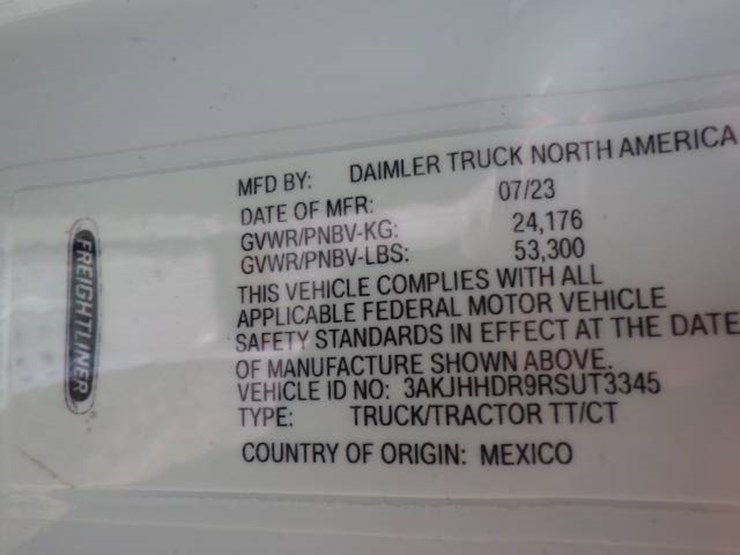 FREIGHTLINER
MFD BY: DAIMLER TRUCK NORTH AMERICA
DATE OF MFR: 07/23
GVWR/PNBV-KG: 24,176
GVWR/PNBV-LBS: 53,300
THIS VEHICLE COMPLIES WITH ALL
APPLICABLE FEDERAL MOTOR VEHICLE
SAFETY STANDARDS IN EFFECT AT THE DATE
OF MANUFACTURE SHOWN ABOVE.
VEHICLE ID NO: 3AKJHHDR9RSUT3345
TYPE: TRUCK/TRACTOR TT/CT
COUNTRY OF ORIGIN: MEXICO